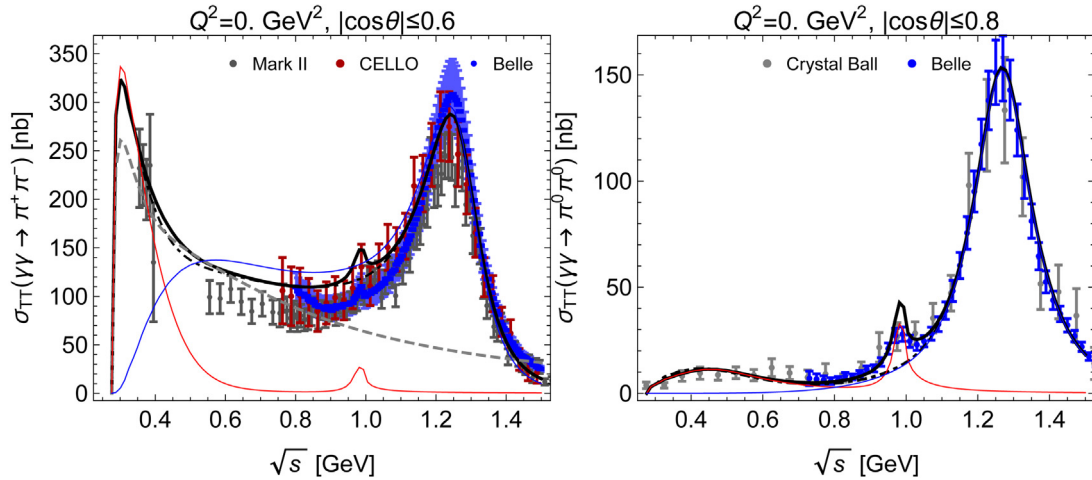 Q²=0. GeV², |cosθ|≤0.6
σTT(γγ → π⁺π⁻) [nb]
Mark II
CELLO
Belle
350
300
250
200
150
100
50
0
0.4
0.6
0.8
1.0
1.2
1.4
√s [GeV]
Q²=0. GeV², |cosθ|≤0.8
σTT(γγ → π⁰π⁰) [nb]
Crystal Ball
Belle
150
100
50
0
0.4
0.6
0.8
1.0
1.2
1.4
√s [GeV]